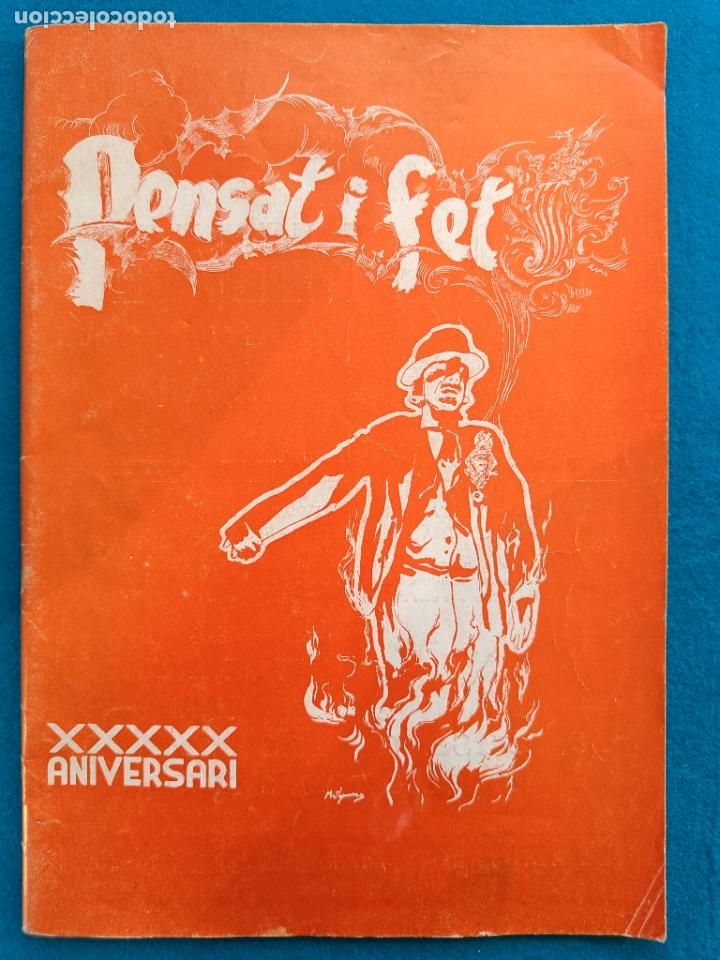 todocoleccion
Pensat i fet
XXXXX
ANIVERSARI